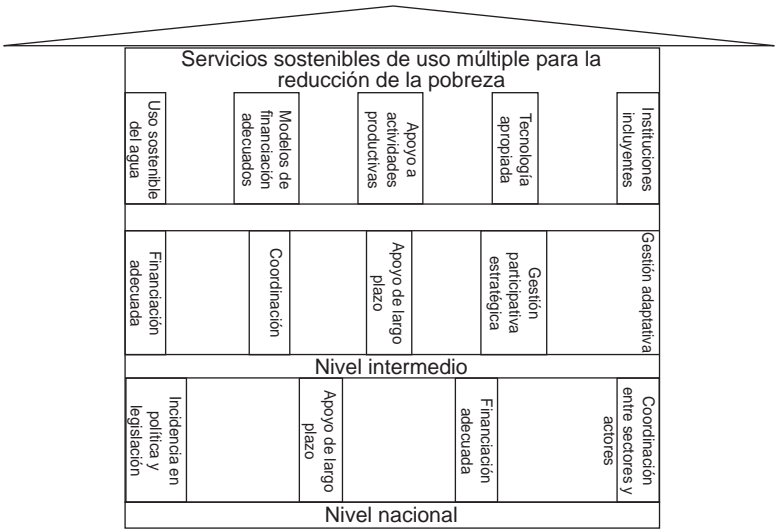 Servicios sostenibles de uso múltiple para la
reducción de la pobreza
Uso sostenible
del agua
Modelos de
financiación
adecuados
Apoyo a
actividades
productivas
Tecnología
apropiada
Instituciones
incluyentes
Financiación
adecuada
Coordinación
Apoyo de largo
plazo
Gestión
participativa
estratégica
Gestión adaptativa
Nivel intermedio
Incidencia en
política y
legislación
Apoyo de largo
plazo
Financiación
adecuada
Coordinación
entre sectores y
actores
Nivel nacional